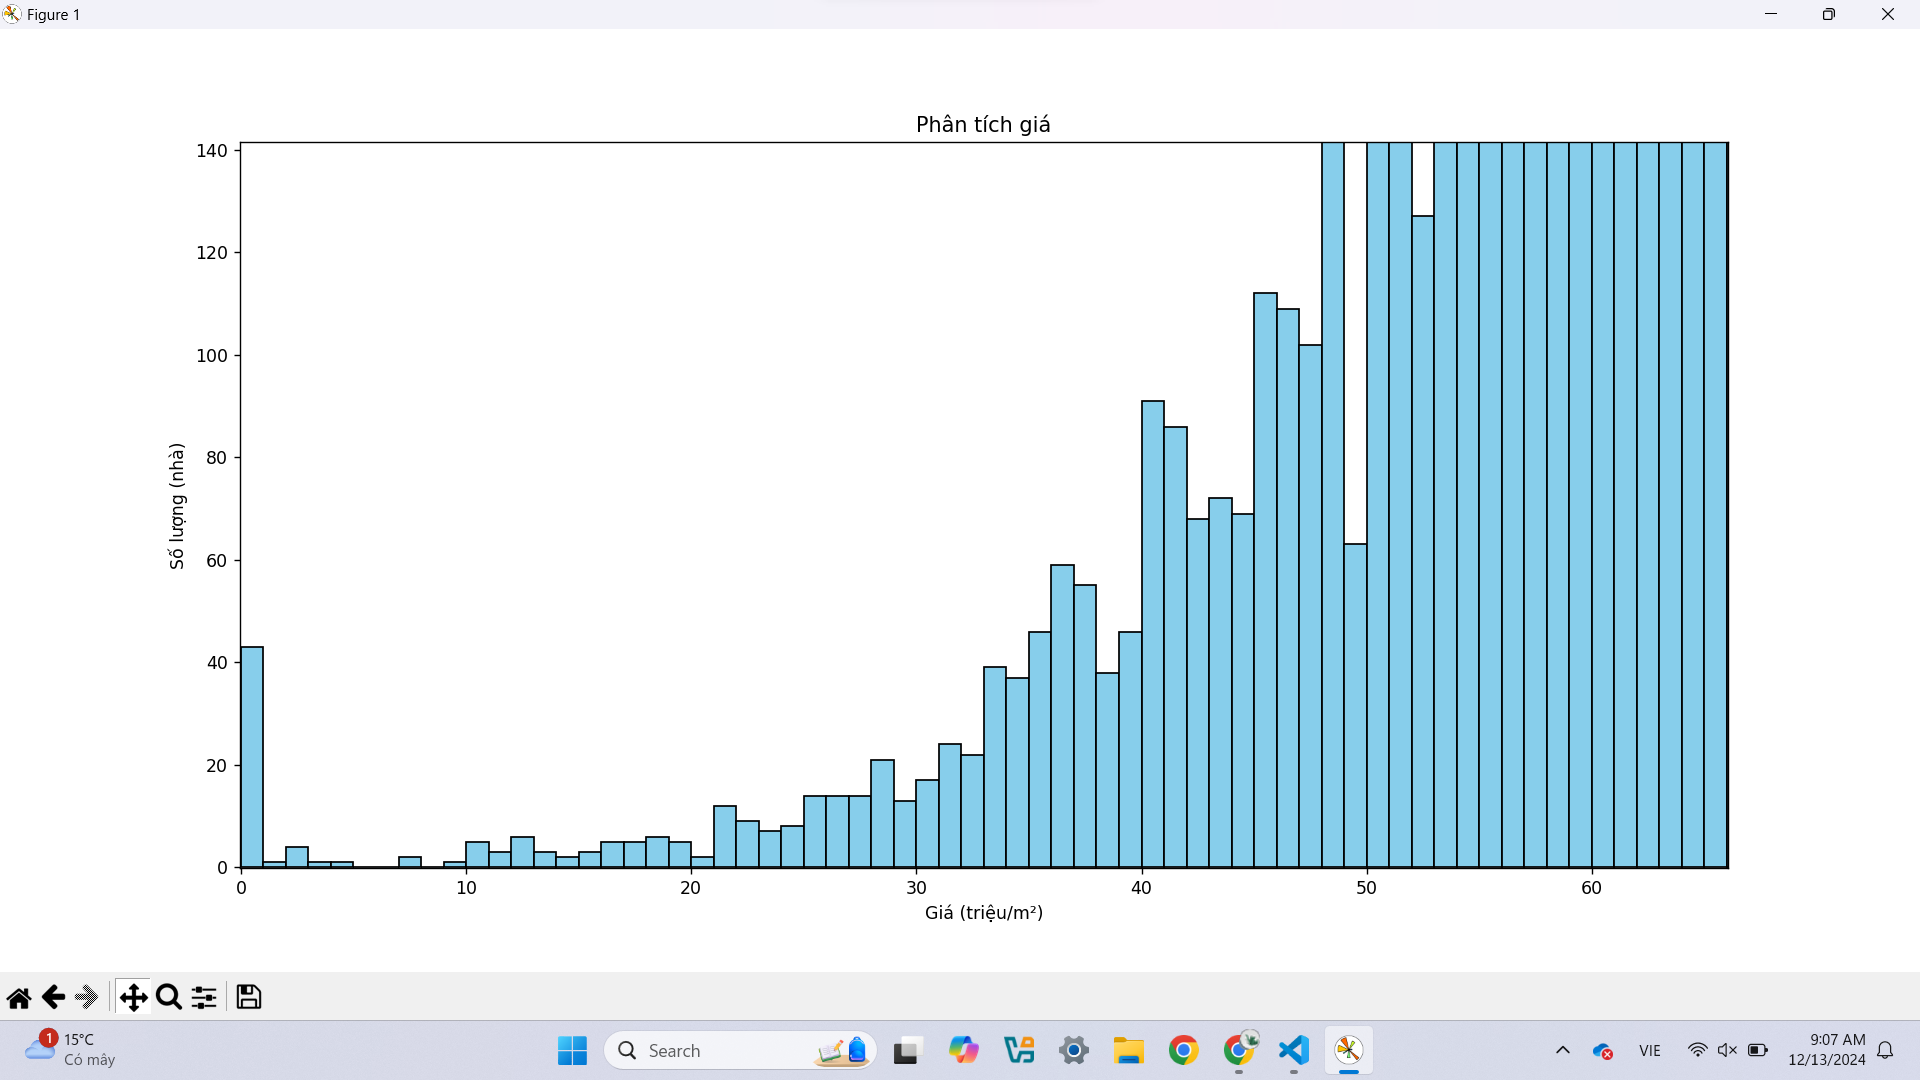 Figure 1
Phân tích giá
140
120
100
80
60
40
20
0
Số lượng (nhà)
0 10 20 30 40 50 60
Giá (triệu/m²)
1
15°C
Có mây
Search
VIE
9:07 AM
12/13/2024